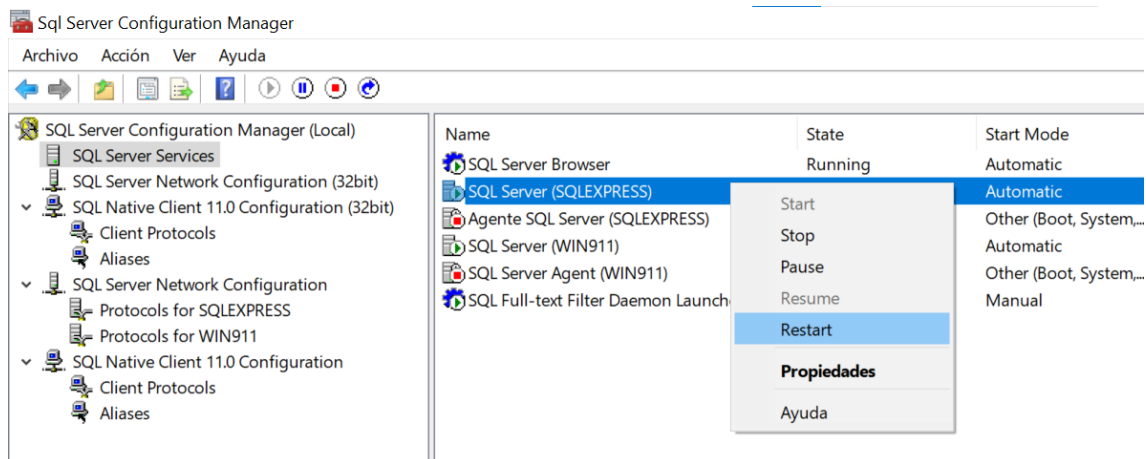 Sql Server Configuration Manager
Archivo Acción Ver Ayuda
SQL Server Configuration Manager (Local)
SQL Server Services
SQL Server Network Configuration (32bit)
SQL Native Client 11.0 Configuration (32bit)
Client Protocols
Aliases
SQL Server Network Configuration
Protocols for SQLEXPRESS
Protocols for WIN911
SQL Native Client 11.0 Configuration
Client Protocols
Aliases
Name State Start Mode
SQL Server Browser Running Automatic
SQL Server (SQLEXPRESS) Automatic
Agente SQL Server (SQLEXPRESS) Other (Boot, System,...
SQL Server (WIN911) Automatic
SQL Server Agent (WIN911) Other (Boot, System,...
SQL Full-text Filter Daemon Launche Manual
Start
Stop
Pause
Resume
Restart
Propiedades
Ayuda